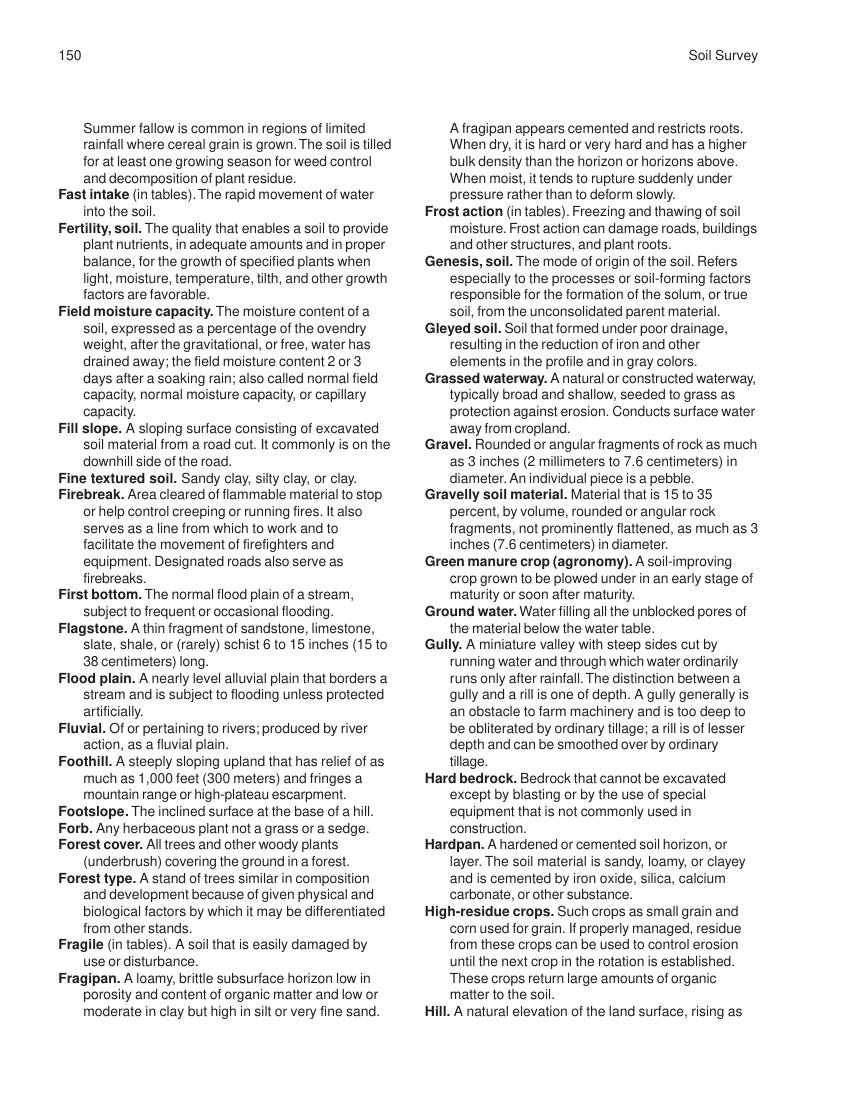 150
Soil Survey
Summer fallow is common in regions of limited
rainfall where cereal grain is grown. The soil is tilled
for at least one growing season for weed control
and decomposition of plant residue.
Fast intake (in tables). The rapid movement of water
into the soil.
Fertility, soil. The quality that enables a soil to provide
plant nutrients, in adequate amounts and in proper
balance, for the growth of specified plants when
light, moisture, temperature, tilth, and other growth
factors are favorable.
Field moisture capacity. The moisture content of a
soil, expressed as a percentage of the ovendry
weight, after the gravitational, or free, water has
drained away; the field moisture content 2 or 3
days after a soaking rain; also called normal field
capacity, normal moisture capacity, or capillary
capacity.
Fill slope. A sloping surface consisting of excavated
soil material from a road cut. It commonly is on the
downhill side of the road.
Fine textured soil. Sandy clay, silty clay, or clay.
Firebreak. Area cleared of flammable material to stop
or help control creeping or running fires. It also
serves as a line from which to work and to
facilitate the movement of firefighters and
equipment. Designated roads also serve as
firebreaks.
First bottom. The normal flood plain of a stream,
subject to frequent or occasional flooding.
Flagstone. A thin fragment of sandstone, limestone,
slate, shale, or (rarely) schist 6 to 15 inches (15 to
38 centimeters) long.
Flood plain. A nearly level alluvial plain that borders a
stream and is subject to flooding unless protected
artificially.
Fluvial. Of or pertaining to rivers; produced by river
action, as a fluvial plain.
Foothill. A steeply sloping upland that has relief of as
much as 1,000 feet (300 meters) and fringes a
mountain range or high-plateau escarpment.
Footslope. The inclined surface at the base of a hill.
Forb. Any herbaceous plant not a grass or a sedge.
Forest cover. All trees and other woody plants
(underbrush) covering the ground in a forest.
Forest type. A stand of trees similar in composition
and development because of given physical and
biological factors by which it may be differentiated
from other stands.
Fragile (in tables). A soil that is easily damaged by
use or disturbance.
Fragipan. A loamy, brittle subsurface horizon low in
porosity and content of organic matter and low or
moderate in clay but high in silt or very fine sand.
A fragipan appears cemented and restricts roots.
When dry, it is hard or very hard and has a higher
bulk density than the horizon or horizons above.
When moist, it tends to rupture suddenly under
pressure rather than to deform slowly.
Frost action (in tables). Freezing and thawing of soil
moisture. Frost action can damage roads, buildings
and other structures, and plant roots.
Genesis, soil. The mode of origin of the soil. Refers
especially to the processes or soil-forming factors
responsible for the formation of the solum, or true
soil, from the unconsolidated parent material.
Gleyed soil. Soil that formed under poor drainage,
resulting in the reduction of iron and other
elements in the profile and in gray colors.
Grassed waterway. A natural or constructed waterway,
typically broad and shallow, seeded to grass as
protection against erosion. Conducts surface water
away from cropland.
Gravel. Rounded or angular fragments of rock as much
as 3 inches (2 millimeters to 7.6 centimeters) in
diameter. An individual piece is a pebble.
Gravelly soil material. Material that is 15 to 35
percent, by volume, rounded or angular rock
fragments, not prominently flattened, as much as 3
inches (7.6 centimeters) in diameter.
Green manure crop (agronomy). A soil-improving
crop grown to be plowed under in an early stage of
maturity or soon after maturity.
Ground water. Water filling all the unblocked pores of
the material below the water table.
Gully. A miniature valley with steep sides cut by
running water and through which water ordinarily
runs only after rainfall. The distinction between a
gully and a rill is one of depth. A gully generally is
an obstacle to farm machinery and is too deep to
be obliterated by ordinary tillage; a rill is of lesser
depth and can be smoothed over by ordinary
tillage.
Hard bedrock. Bedrock that cannot be excavated
except by blasting or by the use of special
equipment that is not commonly used in
construction.
Hardpan. A hardened or cemented soil horizon, or
layer. The soil material is sandy, loamy, or clayey
and is cemented by iron oxide, silica, calcium
carbonate, or other substance.
High-residue crops. Such crops as small grain and
corn used for grain. If properly managed, residue
from these crops can be used to control erosion
until the next crop in the rotation is established.
These crops return large amounts of organic
matter to the soil.
Hill. A natural elevation of the land surface, rising as